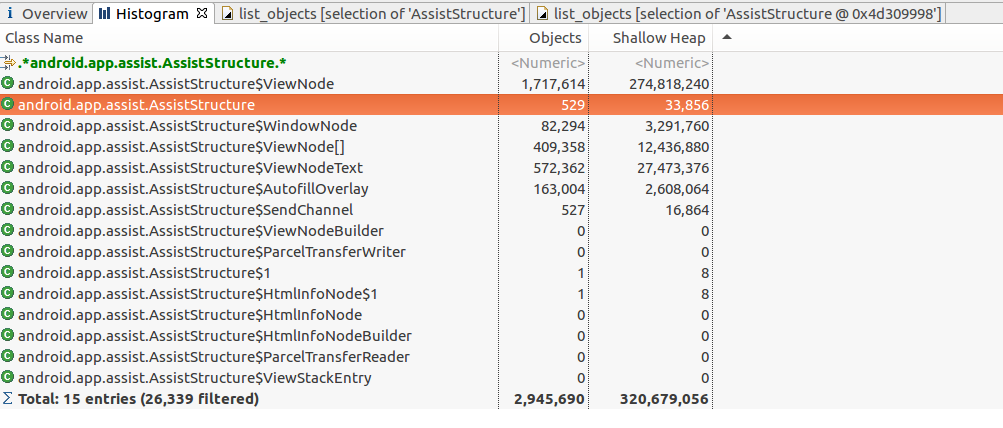 i Overview Histogram list_objects [selection of 'AssistStructure'] list_objects [selection of 'AssistStructure @ 0x4d309998']
Class Name Objects Shallow Heap
.*android.app.assist.AssistStructure.* <Numeric> <Numeric>
C android.app.assist.AssistStructure$ViewNode 1,717,614 274,818,240
C android.app.assist.AssistStructure 529 33,856
C android.app.assist.AssistStructure$WindowNode 82,294 3,291,760
C android.app.assist.AssistStructure$ViewNode[] 409,358 12,436,880
C android.app.assist.AssistStructure$ViewNodeText 572,362 27,473,376
C android.app.assist.AssistStructure$AutofillOverlay 163,004 2,608,064
C android.app.assist.AssistStructure$SendChannel 527 16,864
C android.app.assist.AssistStructure$ViewNodeBuilder 0 0
C android.app.assist.AssistStructure$ParcelTransferWriter 0 0
C android.app.assist.AssistStructure$1 1 8
C android.app.assist.AssistStructure$HtmlInfoNode$1 1 8
C android.app.assist.AssistStructure$HtmlInfoNode 0 0
C android.app.assist.AssistStructure$HtmlInfoNodeBuilder 0 0
C android.app.assist.AssistStructure$ParcelTransferReader 0 0
C android.app.assist.AssistStructure$ViewStackEntry 0 0
Σ Total: 15 entries (26,339 filtered) 2,945,690 320,679,056